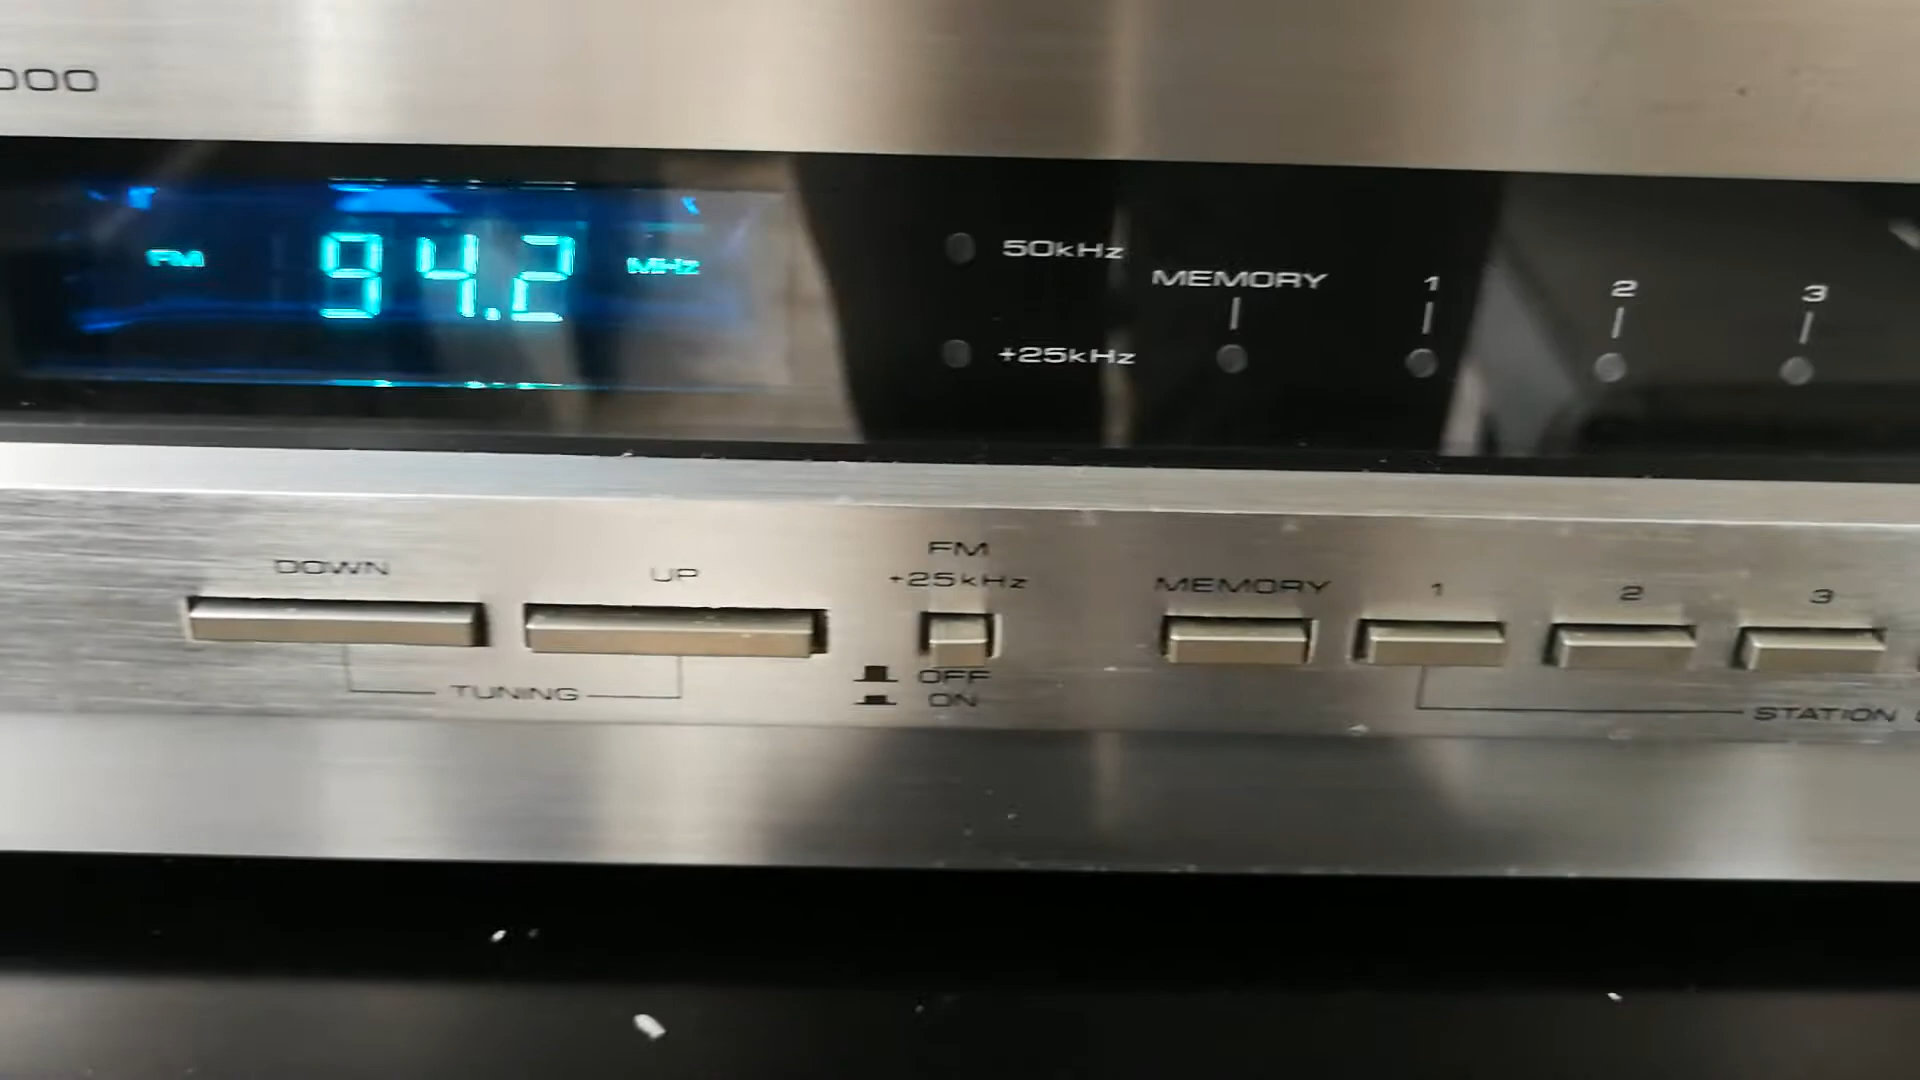 000
FM 94.2 MHz
50kHz
+25kHz
MEMORY 1 2 3
DOWN UP
TUNING
FM
+25kHz
OFF
ON
MEMORY 1 2 3
STATION